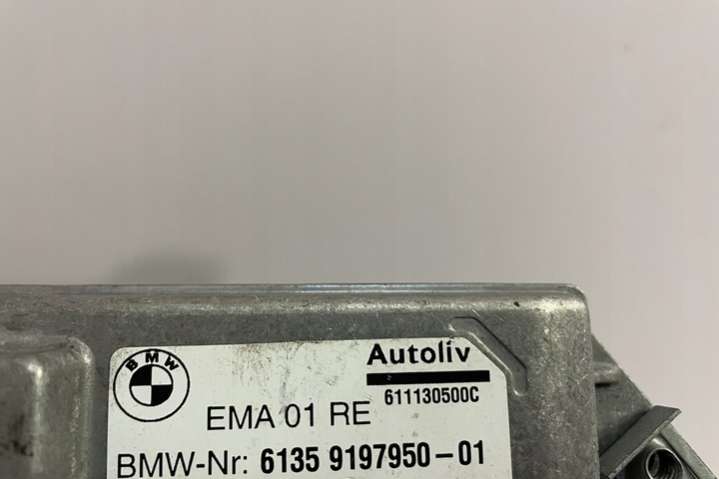 BMW
Autoliv
611130500C
EMA 01 RE
BMW-Nr: 6135 9197950-01